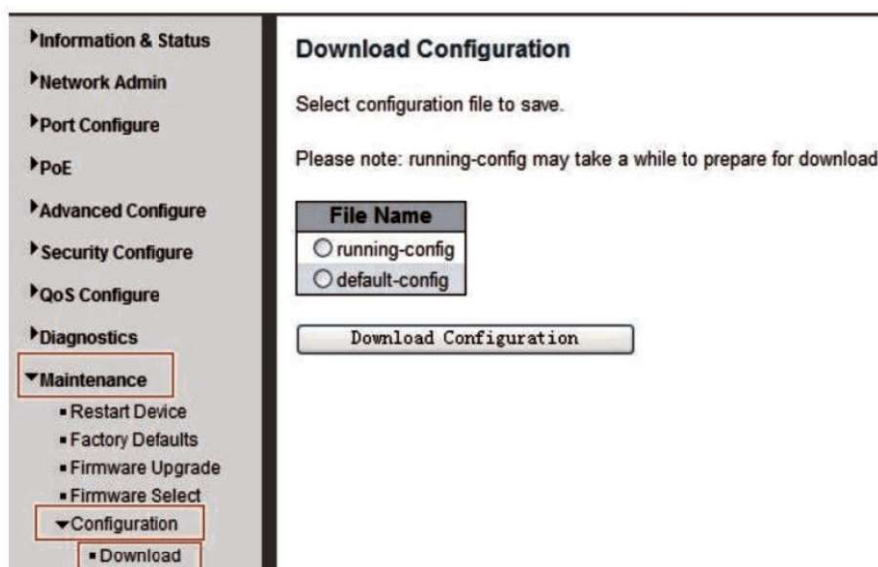 Information & Status
Network Admin
Port Configure
PoE
Advanced Configure
Security Configure
QoS Configure
Diagnostics
Maintenance
Restart Device
Factory Defaults
Firmware Upgrade
Firmware Select
Configuration
Download
Download Configuration
Select configuration file to save.
Please note: running-config may take a while to prepare for download
File Name
running-config
default-config
Download Configuration